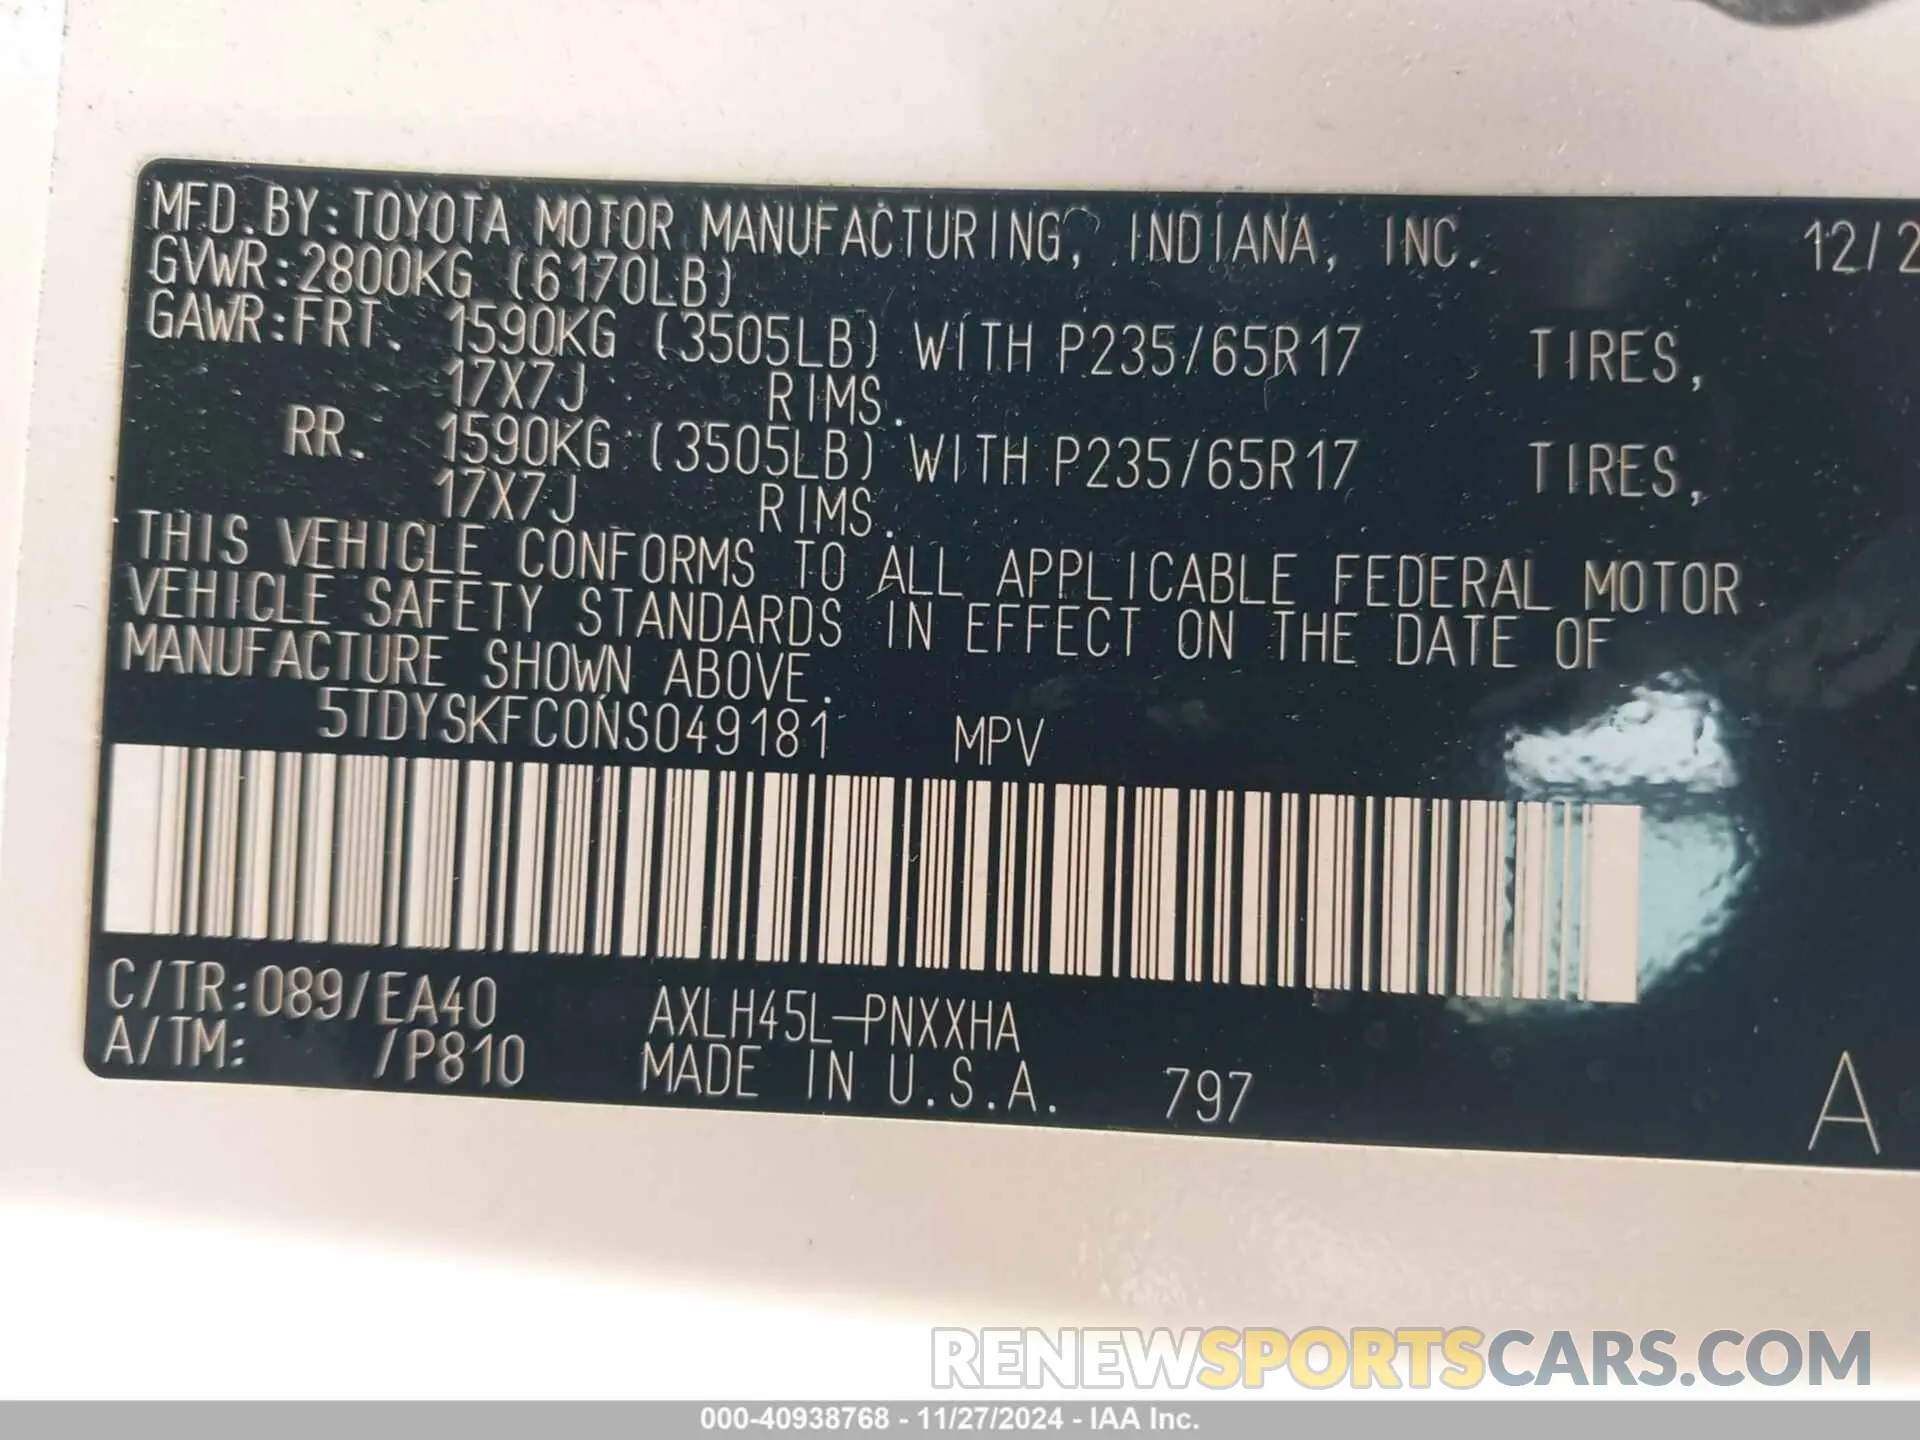 MFD.BY:TOYOTA MOTOR MANUFACTURING, INDIANA, INC. 12/2
GVWR:2800KG (6170LB)
GAWR:FRT. 1590KG (3505LB) WITH P235/65R17 TIRES,
17X7J RIMS.
RR. 1590KG (3505LB) WITH P235/65R17 TIRES,
17X7J RIMS.
THIS VEHICLE CONFORMS TO ALL APPLICABLE FEDERAL MOTOR
VEHICLE SAFETY STANDARDS IN EFFECT ON THE DATE OF
MANUFACTURE SHOWN ABOVE.
5TDYSKFC0NS049181 MPV
C/TR:089/EA40 AXLH45L-PNXXHA
A/TM: /P810 MADE IN U.S.A. 797 A
RENEWSPORTSCARS.COM
000-40938768 - 11/27/2024 - IAA Inc.